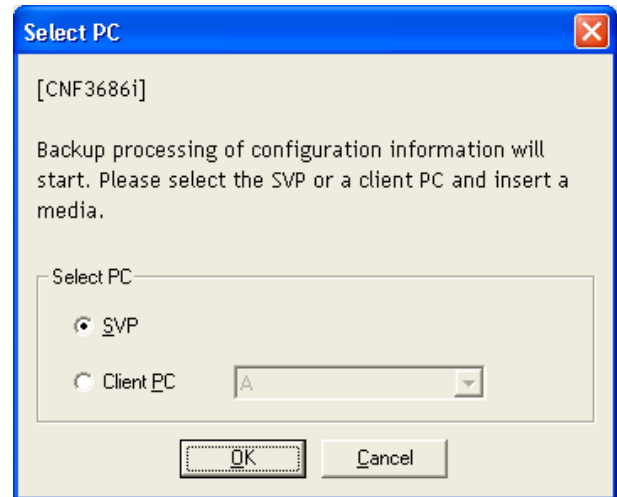 Select PC
[CNF3686i]
Backup processing of configuration information will
start. Please select the SVP or a client PC and insert a
media.
Select PC
SVP
Client PC A
OK Cancel